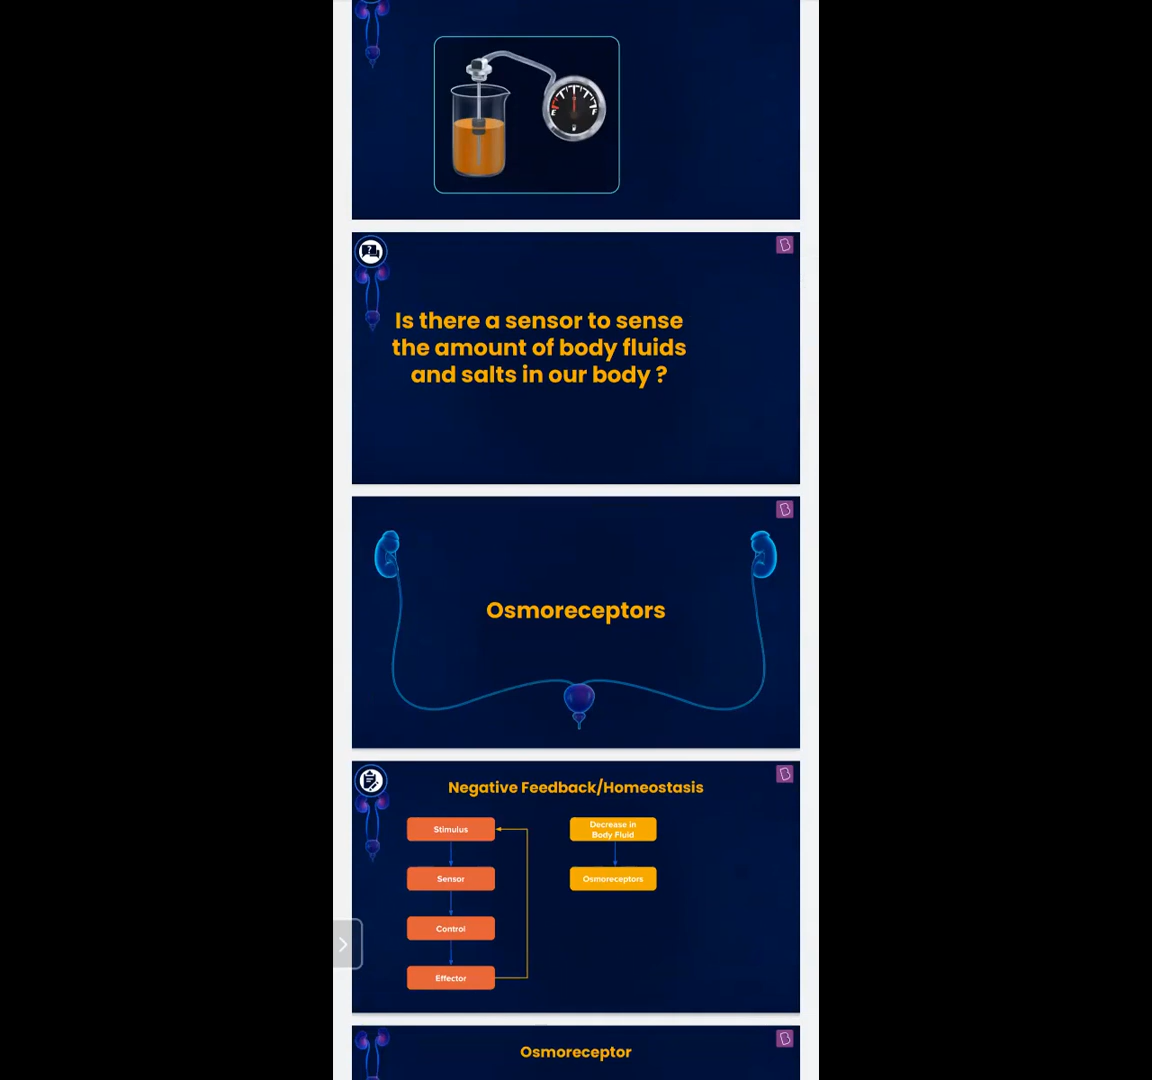 E
F
Is there a sensor to sense
the amount of body fluids
and salts in our body ?
Osmoreceptors
Negative Feedback/Homeostasis
Stimulus
Decrease in
Body Fluid
Sensor
Osmoreceptors
Control
Effector
Osmoreceptor